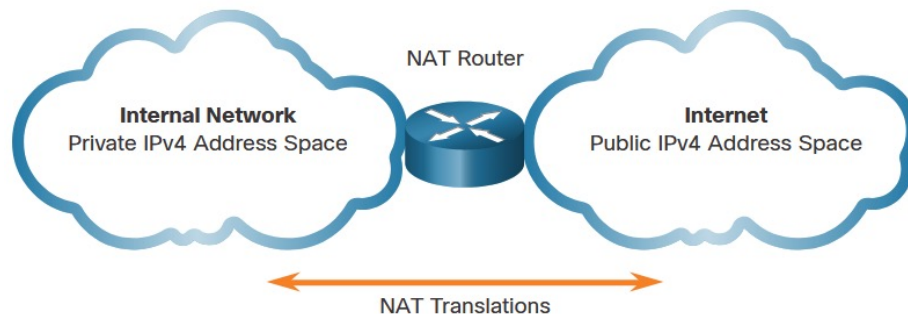 NAT Router
Internal Network
Private IPv4 Address Space
Internet
Public IPv4 Address Space
NAT Translations